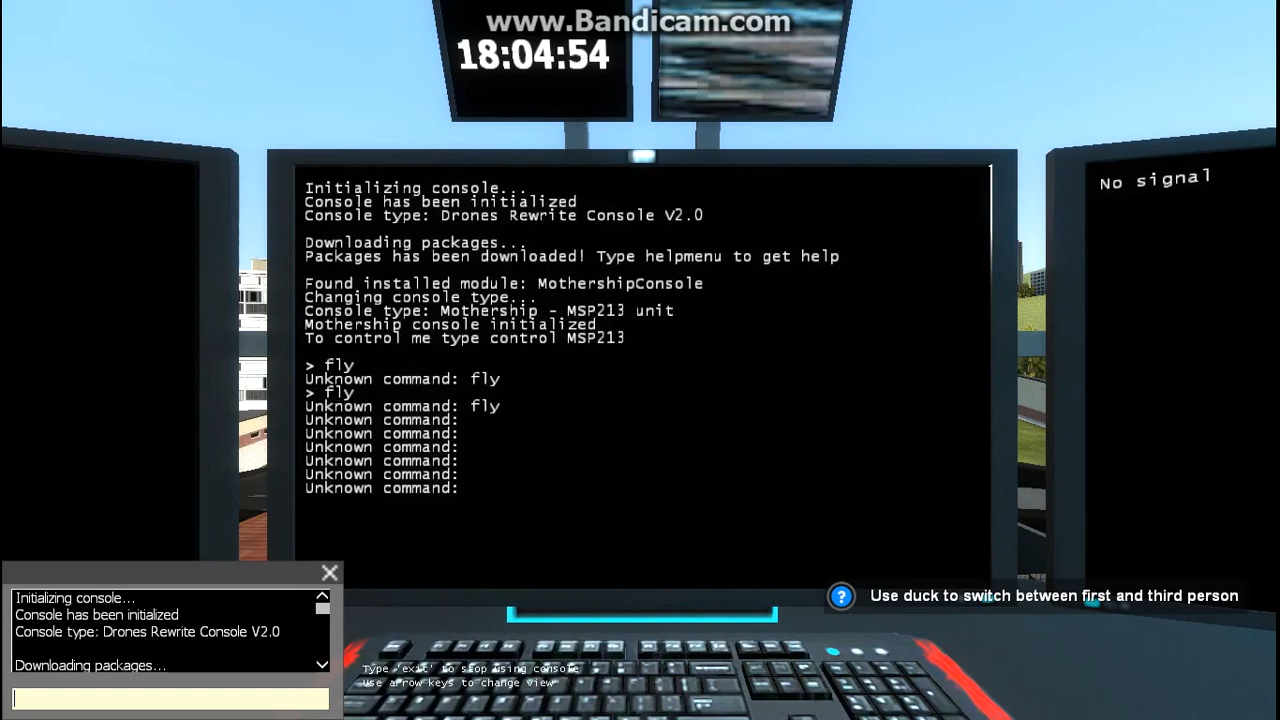 www.Bandicam.com
18:04:54
No signal
Initializing console...
Console has been initialized
Console type: Drones Rewrite Console V2.0
Downloading packages...
Packages has been downloaded! Type helpmenu to get help
Found installed module: MothershipConsole
Changing console type...
Console type: Mothership - MSP213 unit
Mothership console initialized
To control me type control MSP213
> fly
Unknown command: fly
> fly
Unknown command: fly
Unknown command:
Unknown command:
Unknown command:
Unknown command:
Unknown command:
Unknown command:
Use duck to switch between first and third person
Initializing console...
Console has been initialized
Console type: Drones Rewrite Console V2.0
Downloading packages...
Type 'exit' to stop using console
Use arrow keys to change view